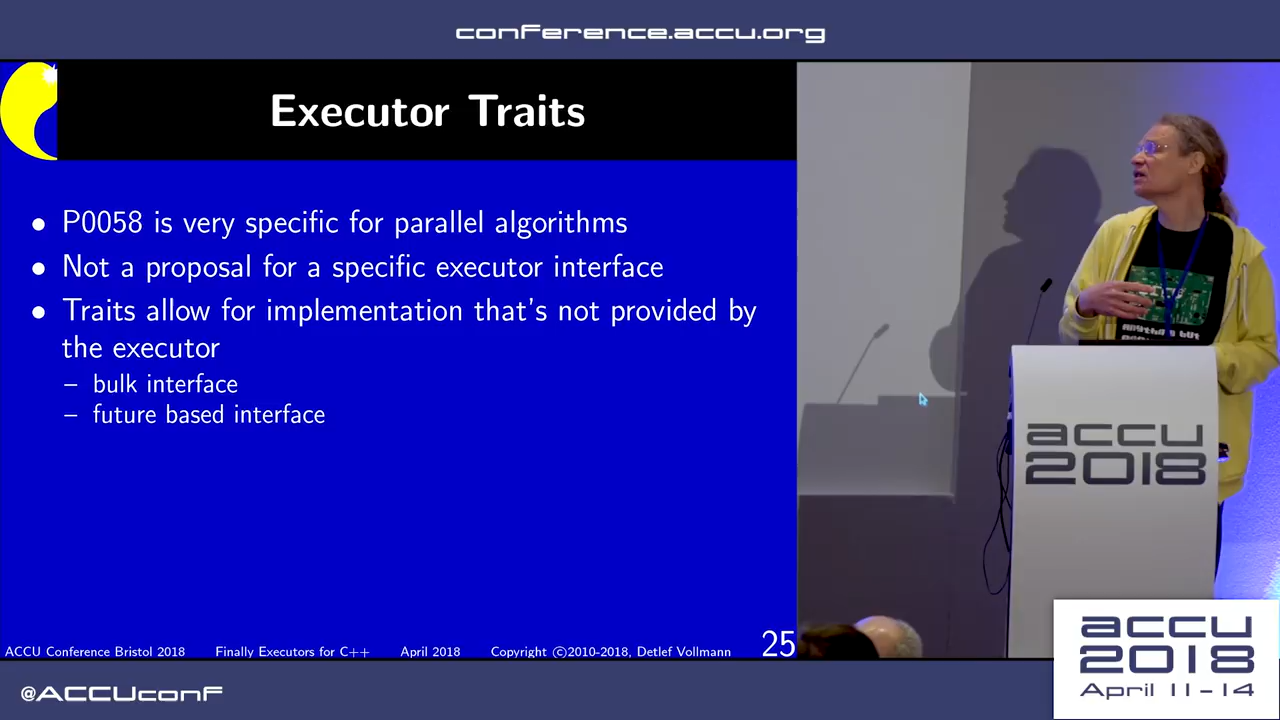 conference.accu.org
Executor Traits
• P0058 is very specific for parallel algorithms
• Not a proposal for a specific executor interface
• Traits allow for implementation that's not provided by
the executor
– bulk interface
– future based interface
ACCU Conference Bristol 2018 Finally Executors for C++ April 2018 Copyright ©2010-2018, Detlef Vollmann 25
anything but
accu
2018
accu
2018
April 11-14
@ACCUconf